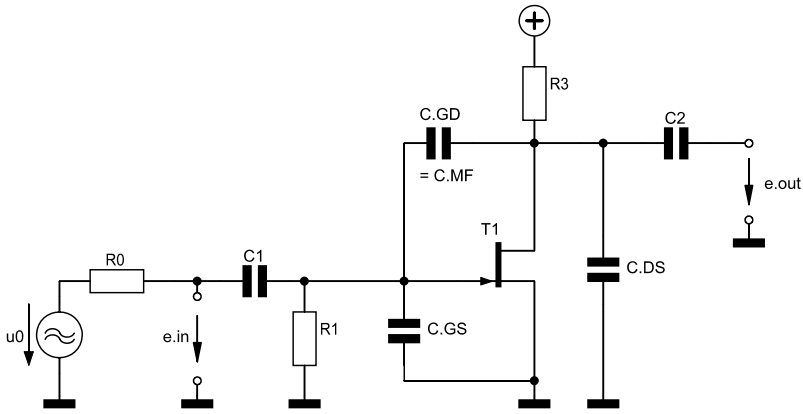 R3
C.GD
C2
= C.MF
e.out
T1
C1
R0
C.DS
R1
C.GS
u0
e.in